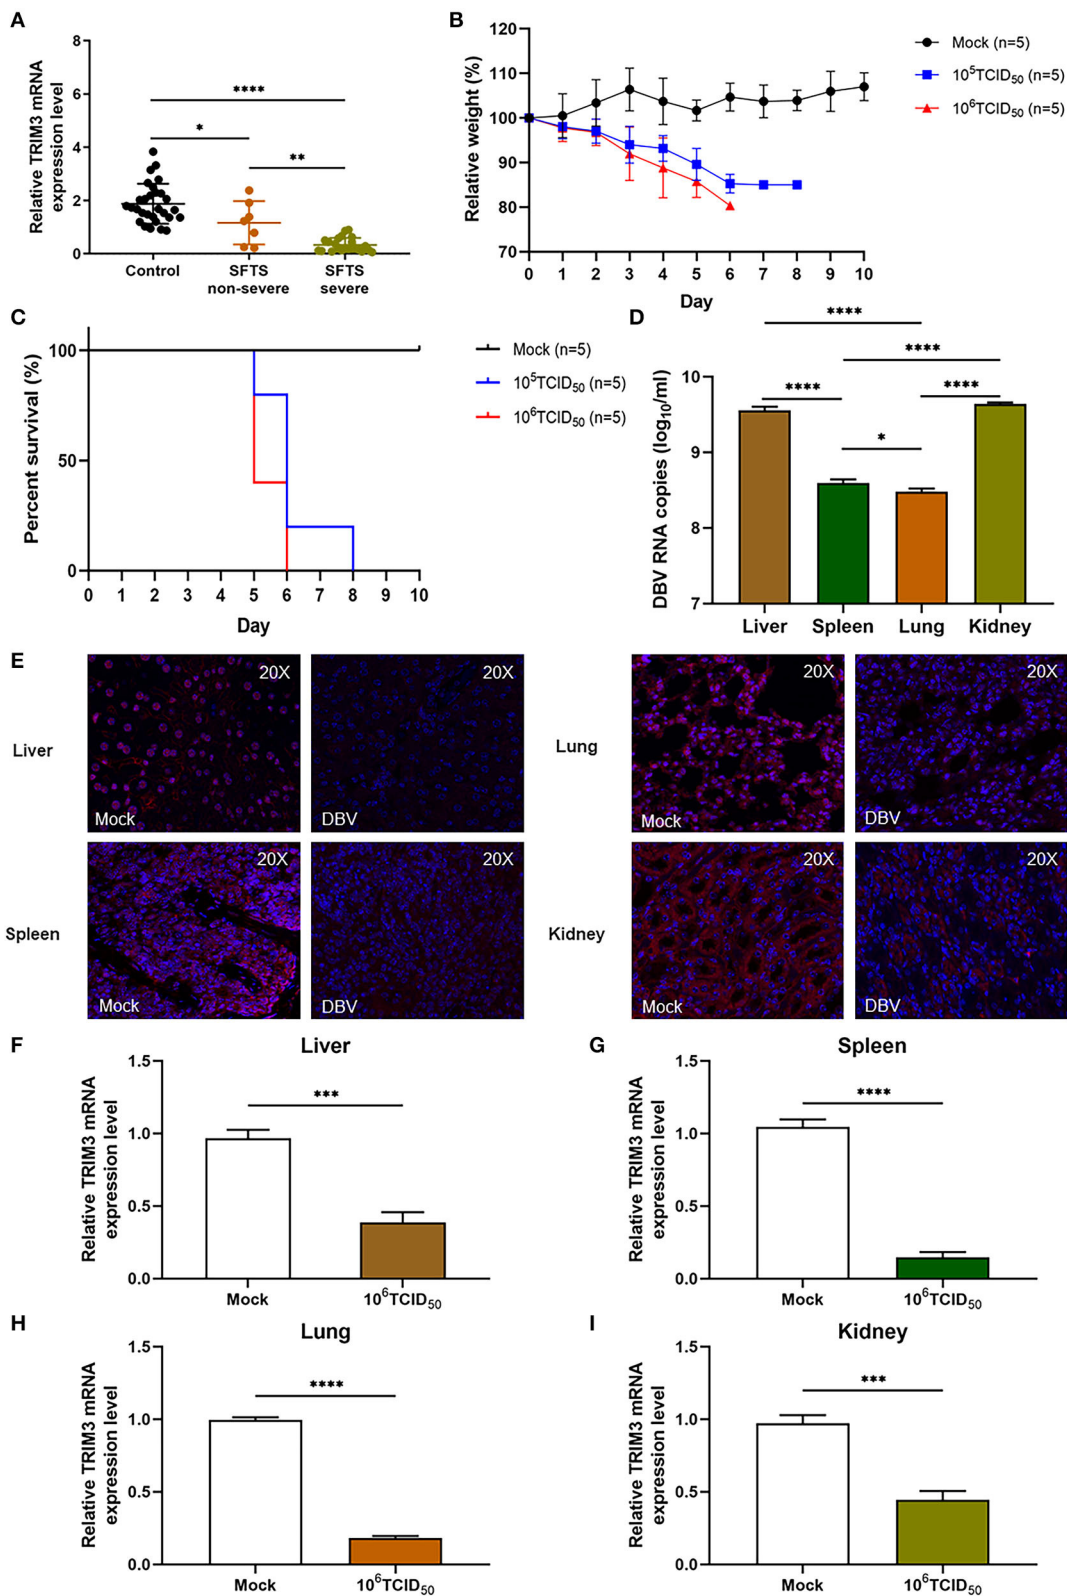 A
Relative TRIM3 mRNA
expression level
8
6
4
2
0
****
*
**
Control
SFTS
non-severe
SFTS
severe
B
Relative weight (%)
120
110
100
90
80
70
0 1 2 3 4 5 6 7 8 9 10
Day
Mock (n=5)
10⁵TCID₅₀ (n=5)
10⁶TCID₅₀ (n=5)
C
Percent survival (%)
100
50
0
0 1 2 3 4 5 6 7 8 9 10
Day
Mock (n=5)
10⁵TCID₅₀ (n=5)
10⁶TCID₅₀ (n=5)
D
DBV RNA copies (log₁₀/ml)
10
9
8
7
****
****
****
****
*
Liver Spleen Lung Kidney
E
Liver
20X
Mock
20X
DBV
Lung
20X
Mock
20X
DBV
Spleen
20X
Mock
20X
DBV
Kidney
20X
Mock
20X
DBV
F
Liver
Relative TRIM3 mRNA
expression level
1.5
1.0
0.5
0.0
***
Mock 10⁶TCID₅₀
G
Spleen
Relative TRIM3 mRNA
expression level
1.5
1.0
0.5
0.0
****
Mock 10⁶TCID₅₀
H
Lung
Relative TRIM3 mRNA
expression level
1.5
1.0
0.5
0.0
****
Mock 10⁶TCID₅₀
I
Kidney
Relative TRIM3 mRNA
expression level
1.5
1.0
0.5
0.0
***
Mock 10⁶TCID₅₀